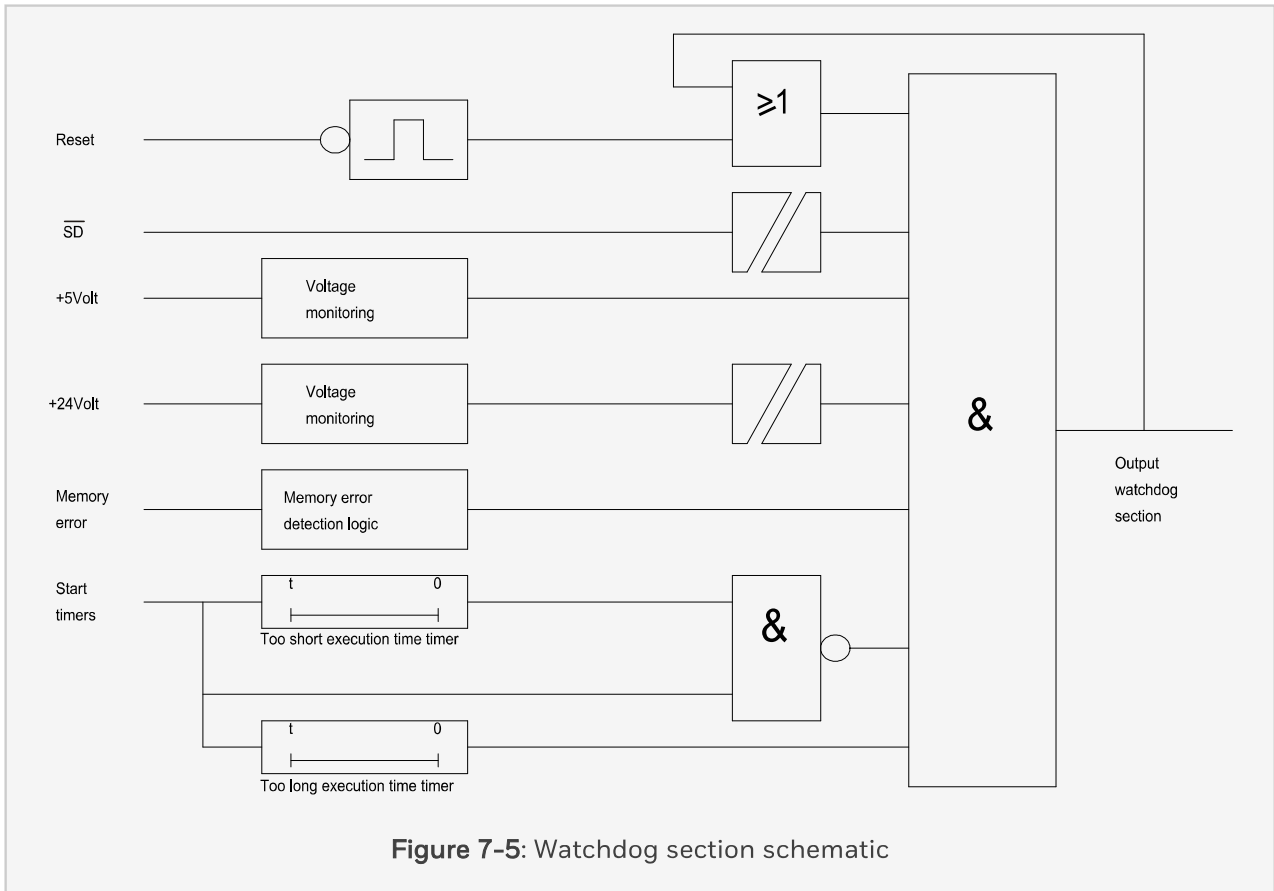 ≥1
Reset
S̅D̅
+5Volt
Voltage
monitoring
+24Volt
Voltage
monitoring
&
Memory
error
Memory error
detection logic
Output
watchdog
section
Start
timers
t 0
Too short execution time timer
&
t 0
Too long execution time timer
Figure 7-5: Watchdog section schematic